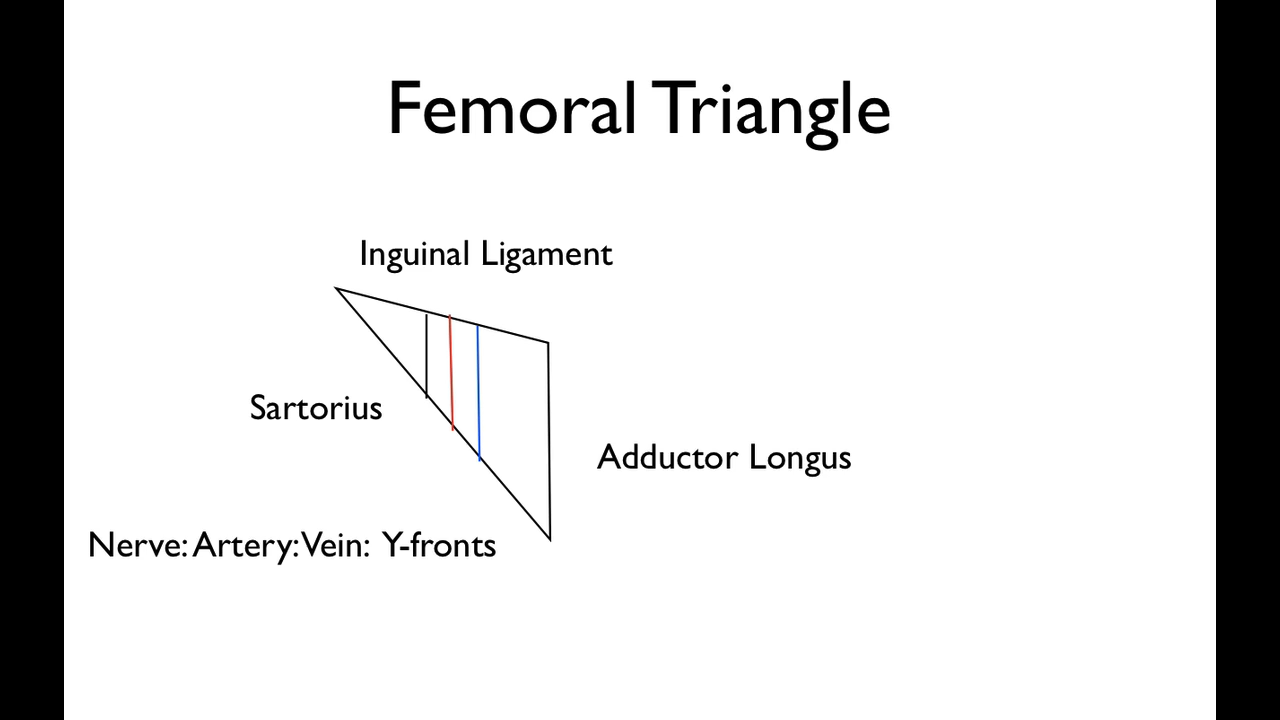 Femoral Triangle
Inguinal Ligament
Sartorius
Adductor Longus
Nerve: Artery: Vein: Y-fronts